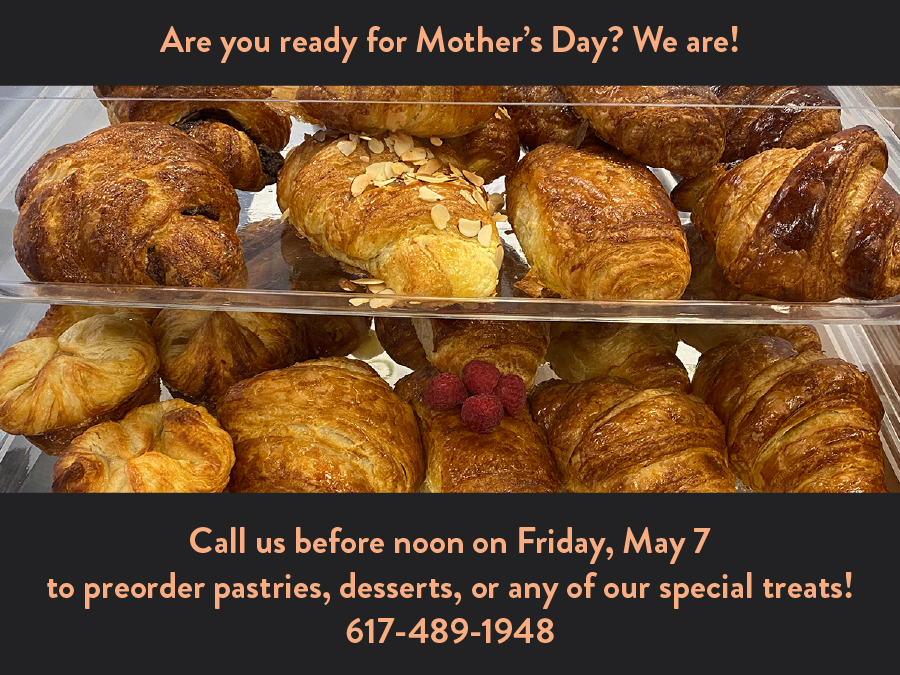 Are you ready for Mother's Day? We are!
Call us before noon on Friday, May 7
to preorder pastries, desserts, or any of our special treats!
617-489-1948